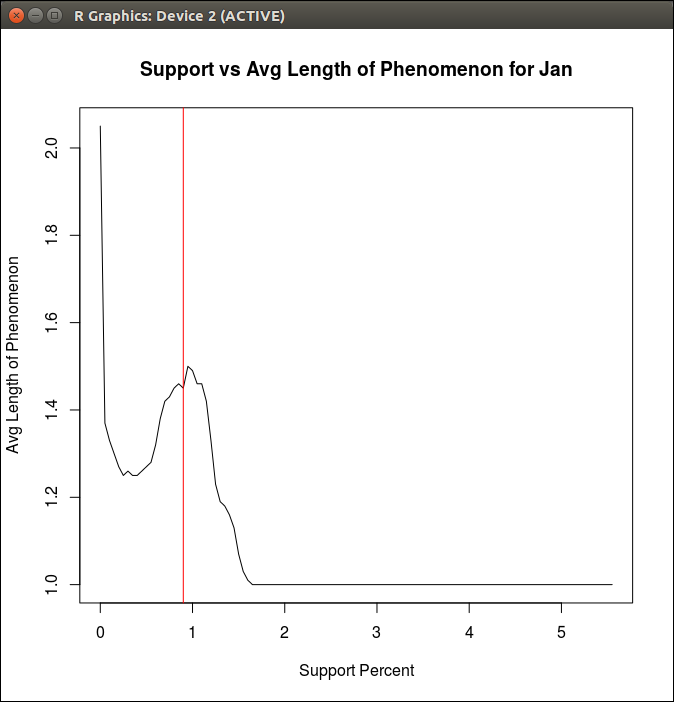 R Graphics: Device 2 (ACTIVE)
Support vs Avg Length of Phenomenon for Jan
Avg Length of Phenomenon
2.0
1.8
1.6
1.4
1.2
1.0
0 1 2 3 4 5
Support Percent